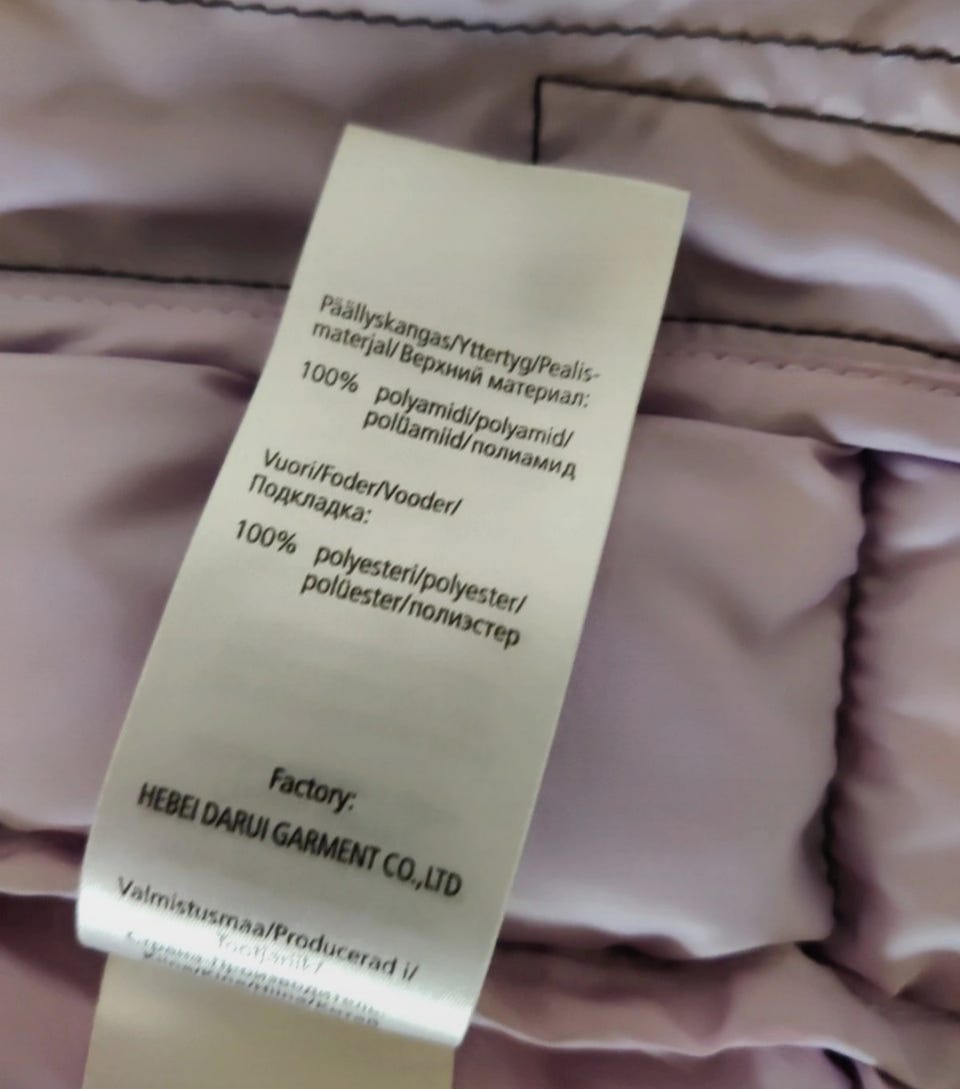 Päällyskangas/Yttertyg/Pealis-
materjal/Верхний материал:
100% polyamidi/polyamid/
polüamiid/полиамид
Vuori/Foder/Vooder/
Подкладка:
100% polyesteri/polyester/
polüester/полиэстер
Factory:
HEBEI DARUI GARMENT CO.,LTD
Valmistusmaa/Producerad i/